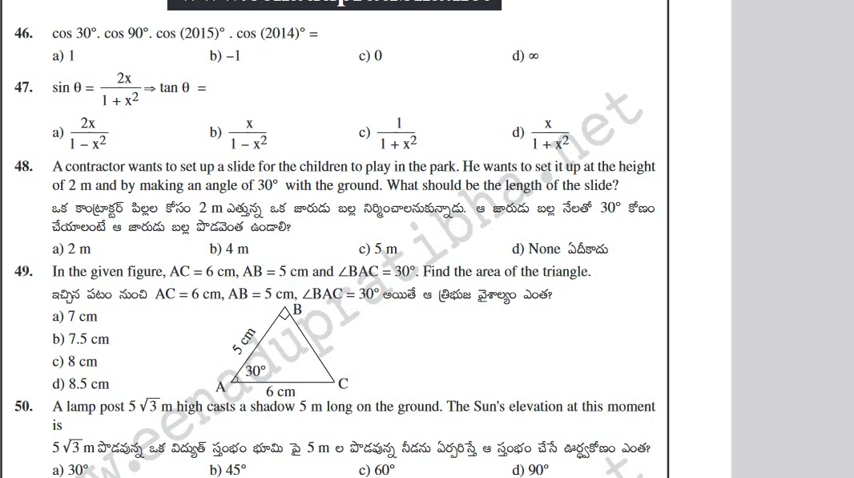 46. cos 30°. cos 90°. cos (2015)° . cos (2014)° =
a) 1 b) –1 c) 0 d) ∞
47. sin θ = 2x / 1 + x² ⇒ tan θ =
a) 2x / 1 – x² b) x / 1 – x² c) 1 / 1 + x² d) x / 1 + x²
48. A contractor wants to set up a slide for the children to play in the park. He wants to set it up at the height
of 2 m and by making an angle of 30° with the ground. What should be the length of the slide?
ఒక కాంట్రాక్టర్ పిల్లల కోసం 2 m ఎత్తున్న ఒక జారుడు బల్ల నిర్మించాలనుకున్నాడు. ఆ జారుడు బల్ల నేలతో 30° కోణం
చేయాలంటే ఆ జారుడు బల్ల పొడవెంత ఉండాలి?
a) 2 m b) 4 m c) 5 m d) None ఏదీకాదు
49. In the given figure, AC = 6 cm, AB = 5 cm and ∠BAC = 30°. Find the area of the triangle.
ఇచ్చిన పటం నుంచి AC = 6 cm, AB = 5 cm, ∠BAC = 30° అయితే ఆ త్రిభుజ వైశాల్యం ఎంత?
a) 7 cm
b) 7.5 cm
c) 8 cm
d) 8.5 cm
B
5 cm
30°
A
6 cm
C
50. A lamp post 5 √3 m high casts a shadow 5 m long on the ground. The Sun's elevation at this moment
is
5 √3 m పొడవున్న ఒక విద్యుత్ స్తంభం భూమి పై 5 m ల పొడవున్న నీడను ఏర్పరిస్తే ఆ స్తంభం చేసే ఊర్ధ్వకోణం ఎంత?
a) 30° b) 45° c) 60° d) 90°
www.eenadupratibha.net